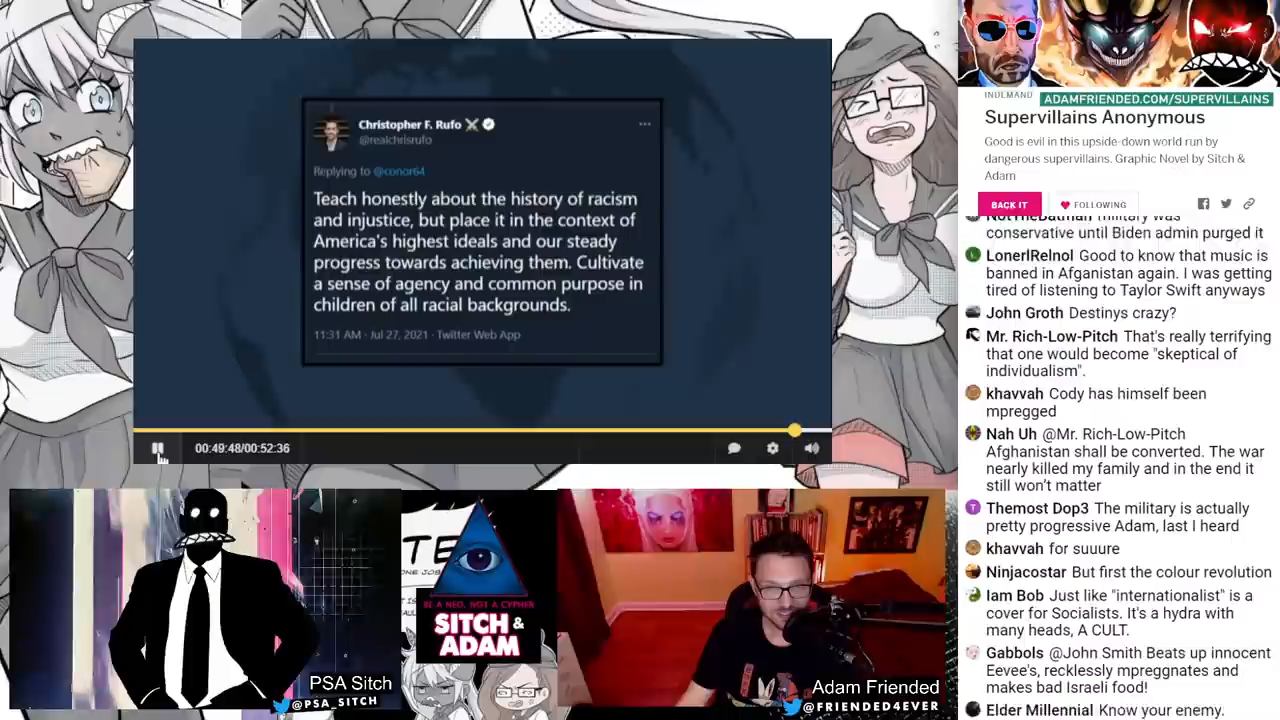 Christopher F. Rufo
@realchrisrufo
Replying to @conor64
Teach honestly about the history of racism
and injustice, but place it in the context of
America's highest ideals and our steady
progress towards achieving them. Cultivate
a sense of agency and common purpose in
children of all racial backgrounds.
11:31 AM · Jul 27, 2021 · Twitter Web App
00:49:48/00:52:36
BE A NEO, NOT A CYPHER
SITCH &
ADAM
PSA Sitch
@PSA_SITCH
Adam Friended
@FRIENDED4EVER
INDEMAND
ADAMFRIENDED.COM/SUPERVILLAINS
Supervillains Anonymous
Good is evil in this upside-down world run by
dangerous supervillains. Graphic Novel by Sitch &
Adam
BACK IT
FOLLOWING
NotTheBatman military was
conservative until Biden admin purged it
LonerIReInol Good to know that music is
banned in Afganistan again. I was getting
tired of listening to Taylor Swift anyways
John Groth Destinys crazy?
Mr. Rich-Low-Pitch That's really terrifying
that one would become "skeptical of
individualism".
khavvah Cody has himself been
mpregged
Nah Uh @Mr. Rich-Low-Pitch
Afghanistan shall be converted. The war
nearly killed my family and in the end it
still won't matter
Themost Dop3 The military is actually
pretty progressive Adam, last I heard
khavvah for suuure
Ninjacostar But first the colour revolution
Iam Bob Just like "internationalist" is a
cover for Socialists. It's a hydra with
many heads, A CULT.
Gabbols @John Smith Beats up innocent
Eevee's, recklessly mpreggnates and
makes bad Israeli food!
Elder Millennial Know your enemy.